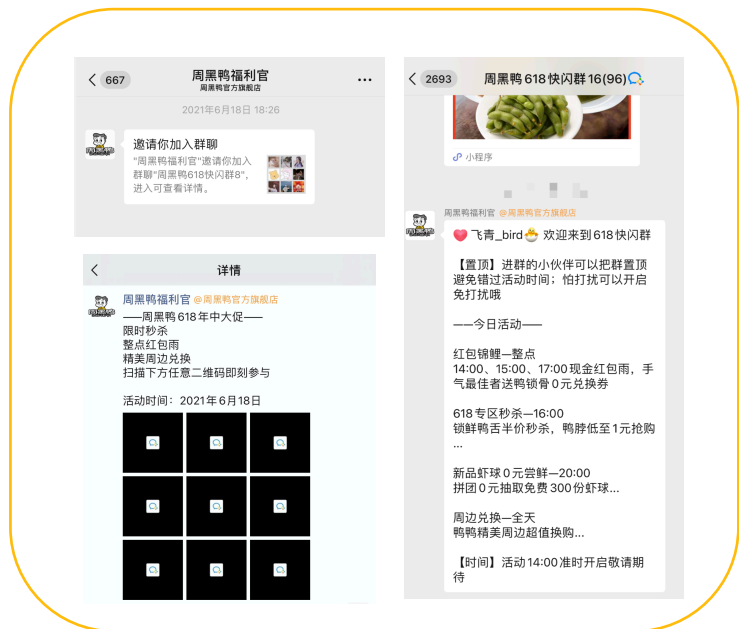 667
周黑鸭福利官
周黑鸭官方旗舰店
2021年6月18日 18:26
邀请你加入群聊
"周黑鸭福利官"邀请你加入
群聊"周黑鸭618快闪群8",
进入可查看详情。
详情
周黑鸭福利官 @周黑鸭官方旗舰店
——周黑鸭618年中大促——
限时秒杀
整点红包雨
精美周边兑换
扫描下方任意二维码即刻参与
活动时间：2021年6月18日
2693
周黑鸭618快闪群16(96)
小程序
周黑鸭福利官 @周黑鸭官方旗舰店
飞青_bird 欢迎来到618快闪群
【置顶】进群的小伙伴可以把群置顶
避免错过活动时间；怕打扰可以开启
免打扰哦
——今日活动——
红包锦鲤—整点
14:00、15:00、17:00现金红包雨，手
气最佳者送鸭锁骨0元兑换券
618专区秒杀—16:00
锁鲜鸭舌半价秒杀，鸭脖低至1元抢购
...
新品虾球0元尝鲜—20:00
拼团0元抽取免费300份虾球...
周边兑换—全天
鸭鸭精美周边超值换购...
【时间】活动14:00准时开启敬请期
待